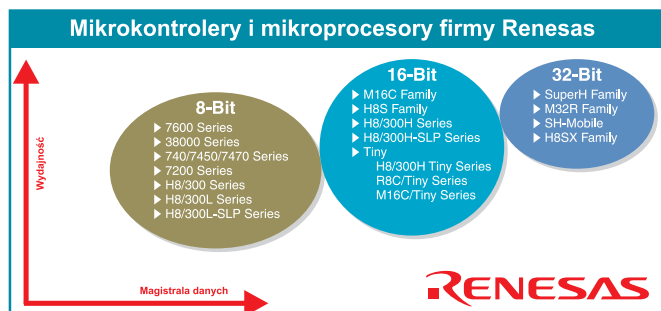 Mikrokontrolery i mikroprocesory firmy Renesas
Wydajność
8-Bit
▶ 7600 Series
▶ 38000 Series
▶ 740/7450/7470 Series
▶ 7200 Series
▶ H8/300 Series
▶ H8/300L Series
▶ H8/300L-SLP Series
16-Bit
▶ M16C Family
▶ H8S Family
▶ H8/300H Series
▶ H8/300H-SLP Series
▶ Tiny
H8/300H Tiny Series
R8C/Tiny Series
M16C/Tiny Series
32-Bit
▶ SuperH Family
▶ M32R Family
▶ SH-Mobile
▶ H8SX Family
Magistrala danych
RENESAS